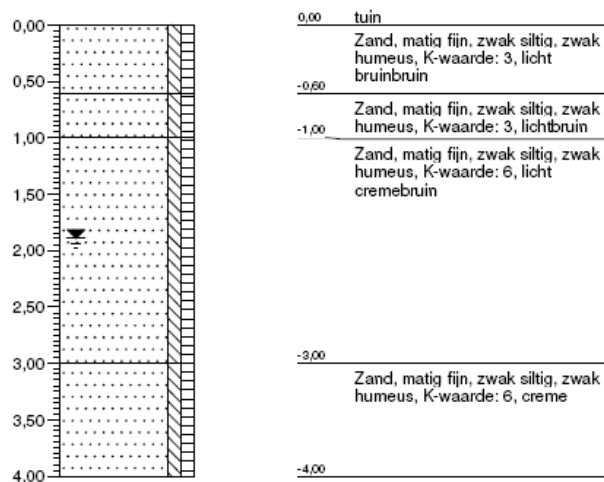 0,00
0,50
1,00
1,50
2,00
2,50
3,00
3,50
4,00
0,00 tuin
Zand, matig fijn, zwak siltig, zwak
humeus, K-waarde: 3, licht
bruinbruin
-0,60
Zand, matig fijn, zwak siltig, zwak
humeus, K-waarde: 3, lichtbruin
-1,00
Zand, matig fijn, zwak siltig, zwak
humeus, K-waarde: 6, licht
cremebruin
-3,00
Zand, matig fijn, zwak siltig, zwak
humeus, K-waarde: 6, creme
-4,00